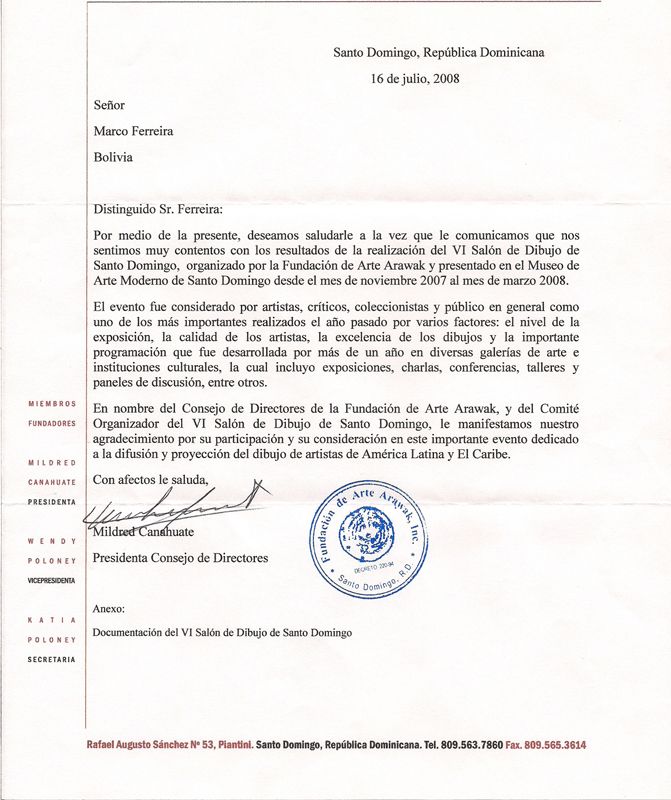 Santo Domingo, República Dominicana
16 de julio, 2008
Señor
Marco Ferreira
Bolivia
Distinguido Sr. Ferreira:
Por medio de la presente, deseamos saludarle a la vez que le comunicamos que nos
sentimos muy contentos con los resultados de la realización del VI Salón de Dibujo de
Santo Domingo, organizado por la Fundación de Arte Arawak y presentado en el Museo de
Arte Moderno de Santo Domingo desde el mes de noviembre 2007 al mes de marzo 2008.
El evento fue considerado por artistas, críticos, coleccionistas y público en general como
uno de los más importantes realizados el año pasado por varios factores: el nivel de la
exposición, la calidad de los artistas, la excelencia de los dibujos y la importante
programación que fue desarrollada por más de un año en diversas galerías de arte e
instituciones culturales, la cual incluyo exposiciones, charlas, conferencias, talleres y
paneles de discusión, entre otros.
En nombre del Consejo de Directores de la Fundación de Arte Arawak, y del Comité
Organizador del VI Salón de Dibujo de Santo Domingo, le manifestamos nuestro
agradecimiento por su participación y su consideración en este importante evento dedicado
a la difusión y proyección del dibujo de artistas de América Latina y El Caribe.
Con afectos le saluda,
Mildred Canahuate
Presidenta Consejo de Directores
Fundación de Arte Arawak, Inc.
DECRETO 220-94
Santo Domingo, R.D.
Anexo:
Documentación del VI Salón de Dibujo de Santo Domingo
MIEMBROS
FUNDADORES
MILDRED
CANAHUATE
PRESIDENTA
WENDY
POLONEY
VICEPRESIDENTA
KATIA
POLONEY
SECRETARIA
Rafael Augusto Sánchez Nº 53, Piantini. Santo Domingo, República Dominicana. Tel. 809.563.7860 Fax. 809.565.3614